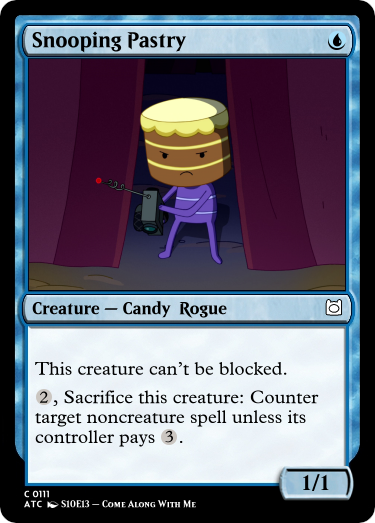 Snooping Pastry
Creature — Candy Rogue
This creature can't be blocked.
2, Sacrifice this creature: Counter
target noncreature spell unless its
controller pays 3.
1/1
C 0111
ATC S10E13 — Come Along With Me